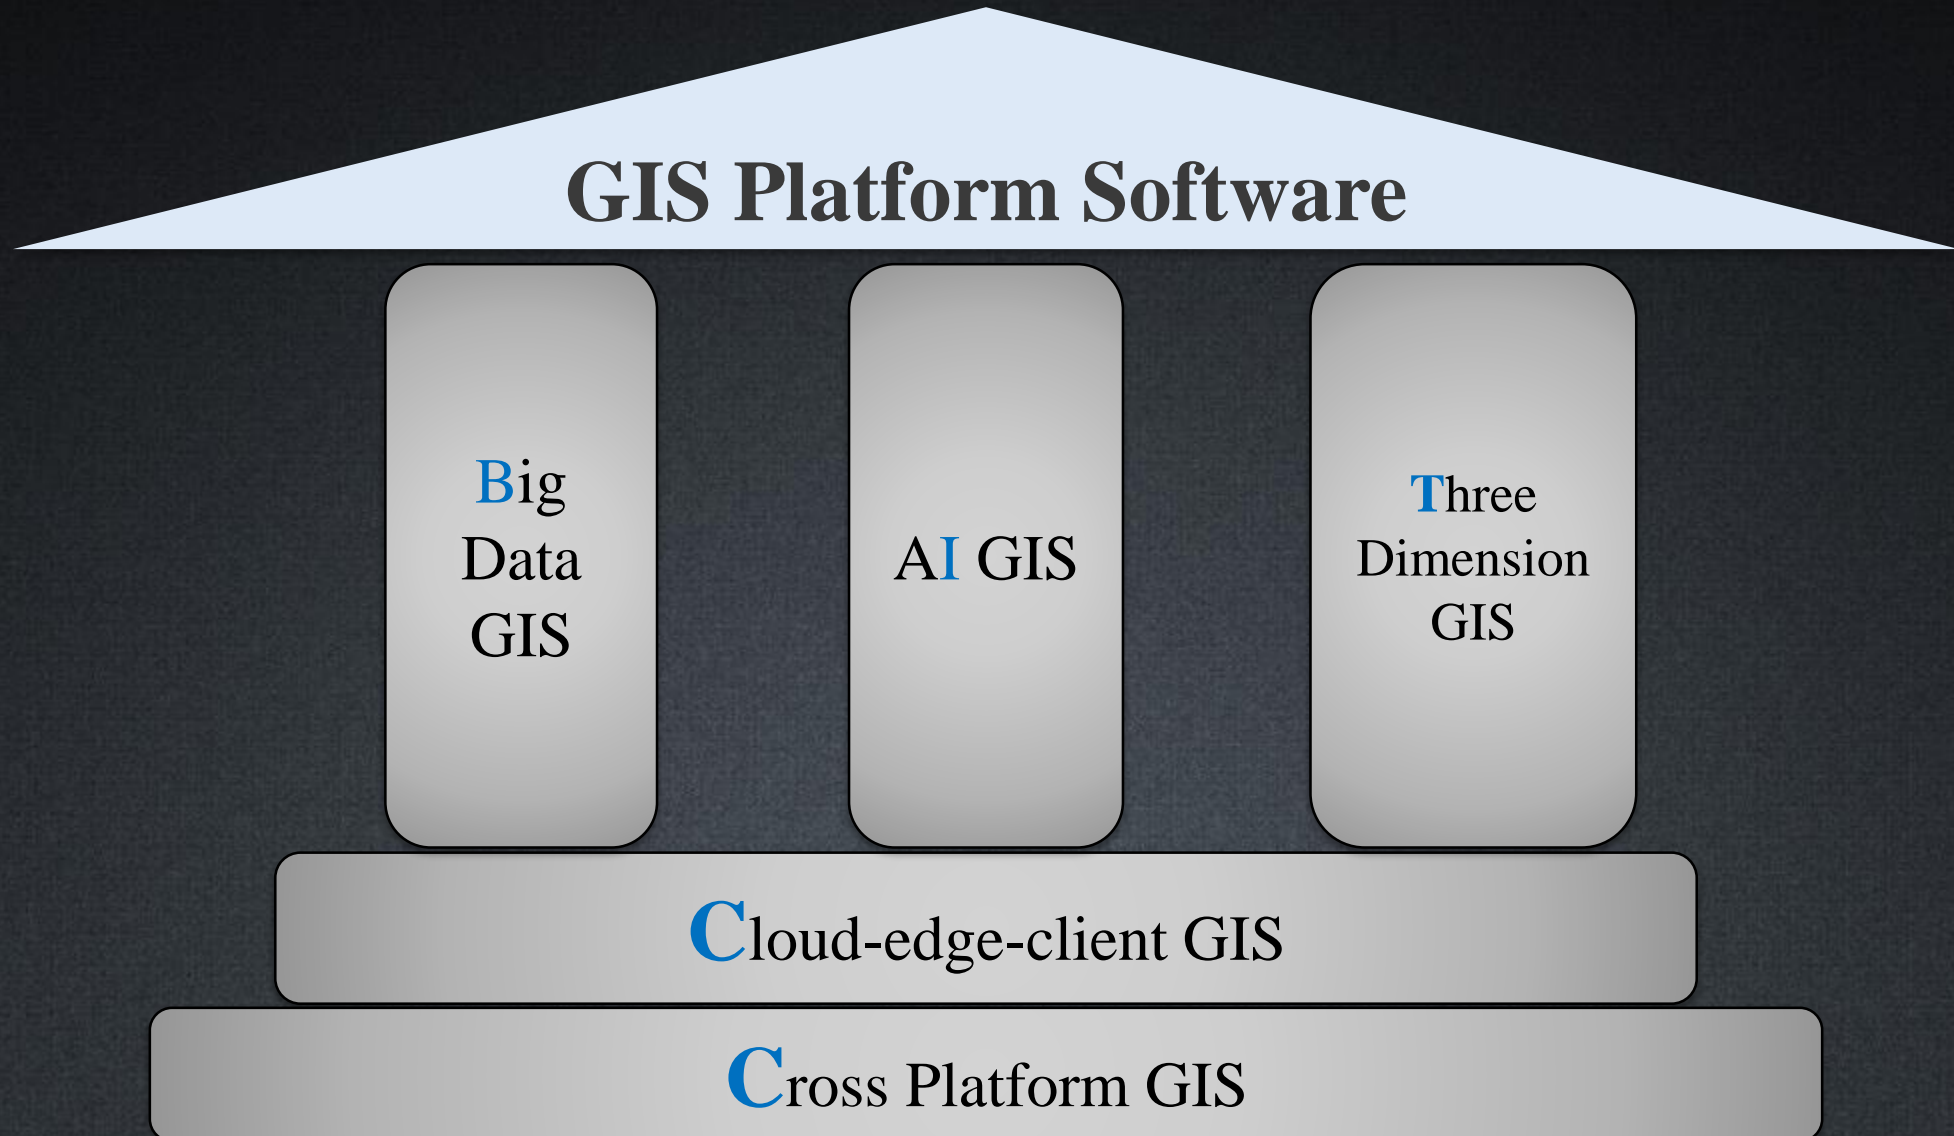 GIS Platform Software
Big
Data
GIS
AI GIS
Three
Dimension
GIS
Cloud-edge-client GIS
Cross Platform GIS